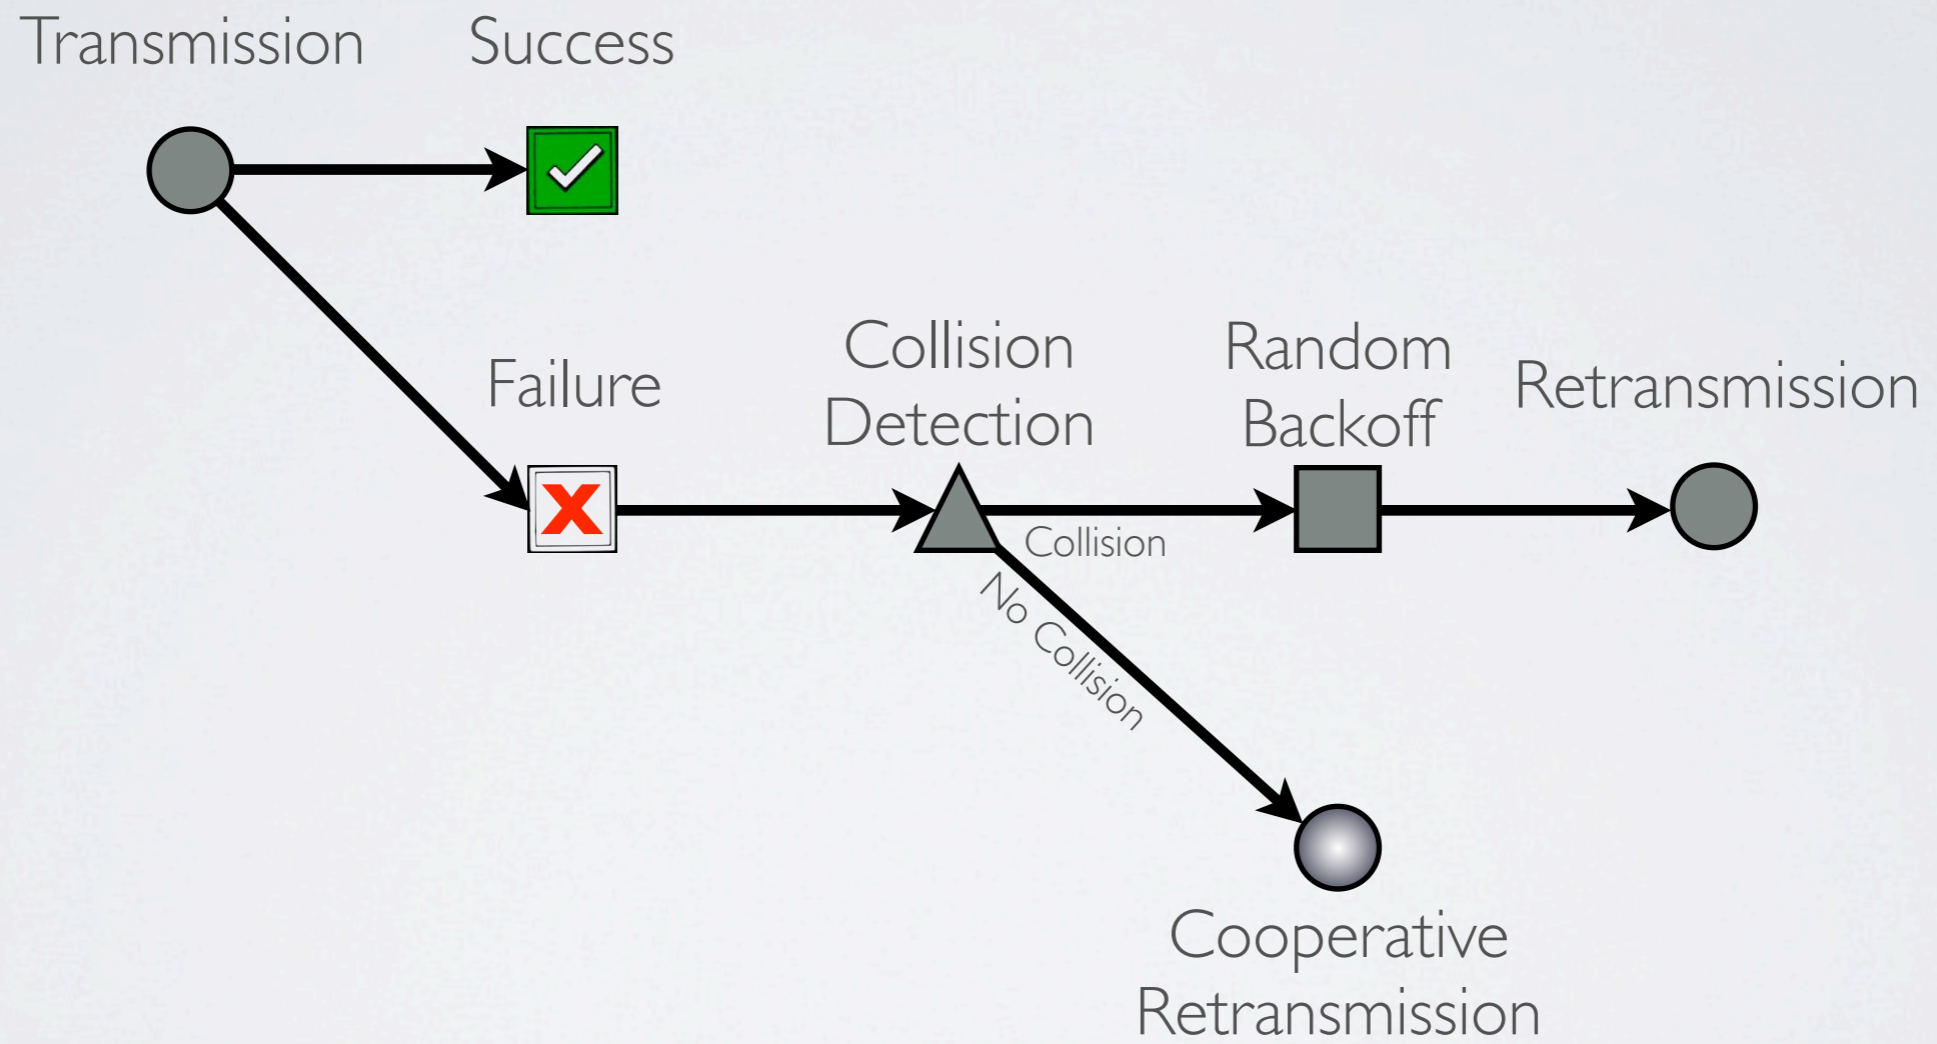 Transmission
Success
Failure
Collision
Detection
Random
Backoff
Retransmission
Collision
No Collision
Cooperative
Retransmission